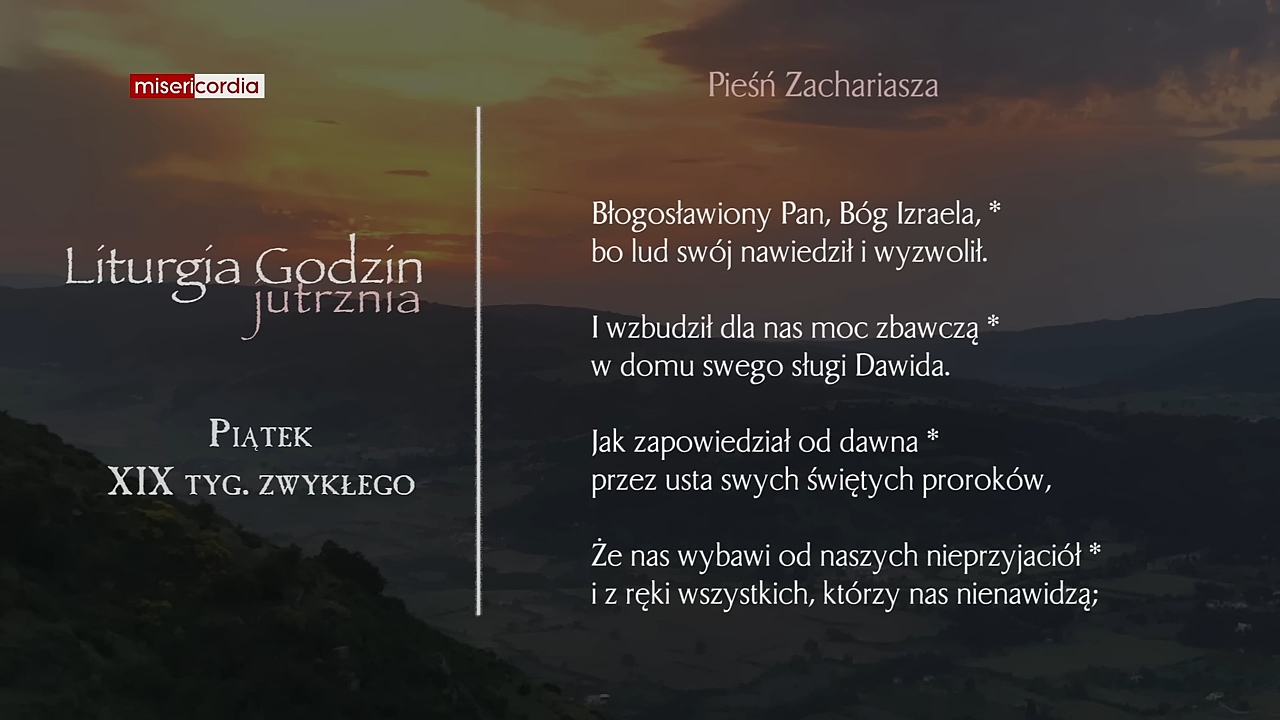 misericordia
Liturgia Godzin
jutrznia
Piątek
XIX tyg. zwykłego
Pieśń Zachariasza
Błogosławiony Pan, Bóg Izraela, *
bo lud swój nawiedził i wyzwolił.
I wzbudził dla nas moc zbawczą *
w domu swego sługi Dawida.
Jak zapowiedział od dawna *
przez usta swych świętych proroków,
Że nas wybawi od naszych nieprzyjaciół *
i z ręki wszystkich, którzy nas nienawidzą;